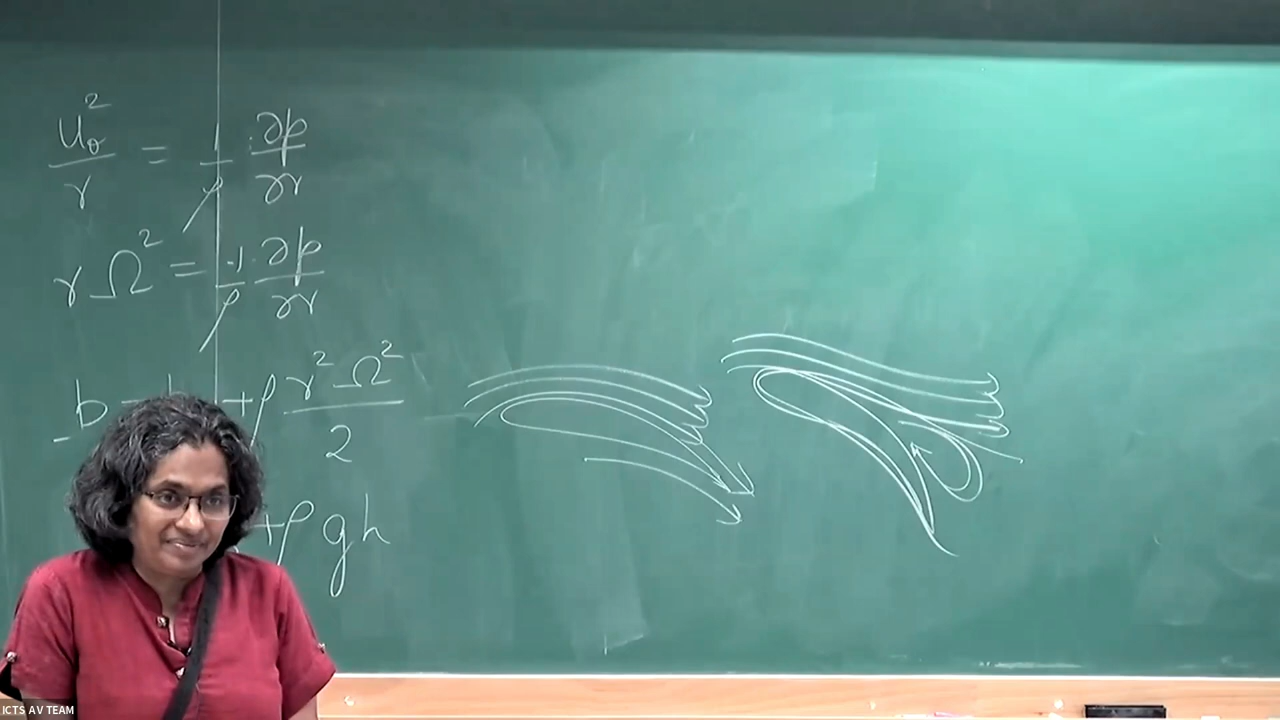 u_θ²/r = 1/ρ ∂p/∂r
rΩ² = 1/ρ ∂p/∂r
p = + ρ r²Ω²/2
+ρgh
ICTS AV TEAM